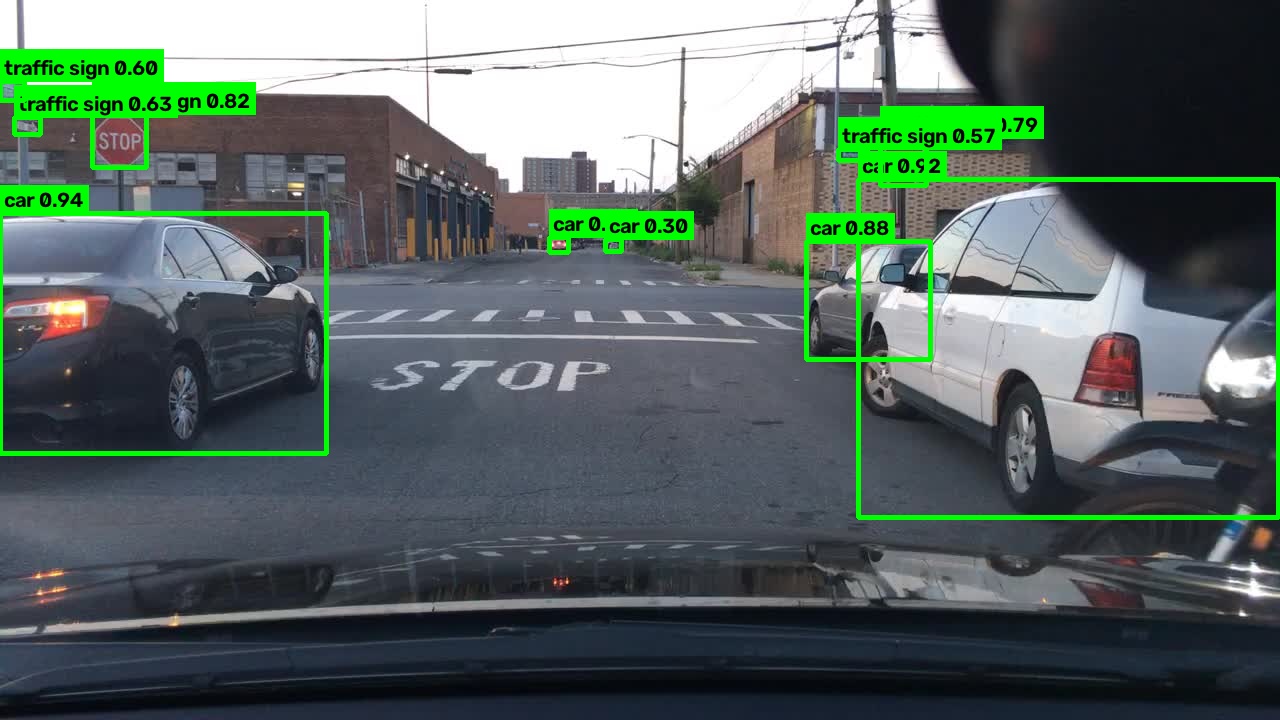 traffic sign 0.60
traffic sign 0.63
gn 0.82
STOP
car 0.94
car 0.
car 0.30
0.79
traffic sign 0.57
car 0.92
car 0.88
STOP